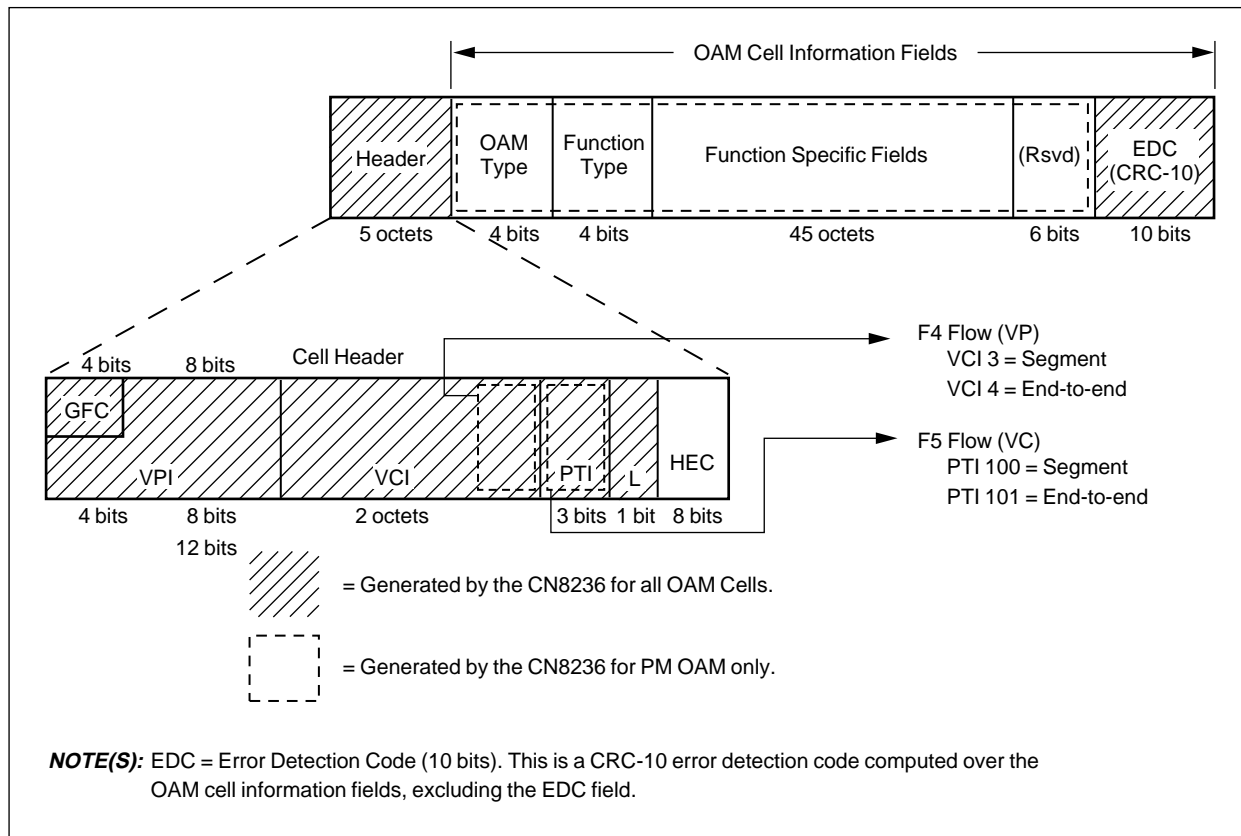 OAM Cell Information Fields
Header
OAM
Type
Function
Type
Function Specific Fields
(Rsvd)
EDC
(CRC-10)
5 octets
4 bits
4 bits
45 octets
6 bits
10 bits
Cell Header
4 bits
8 bits
GFC
VPI
VCI
PTI
L
HEC
4 bits
8 bits
2 octets
3 bits
1 bit
8 bits
12 bits
F4 Flow (VP)
VCI 3 = Segment
VCI 4 = End-to-end
F5 Flow (VC)
PTI 100 = Segment
PTI 101 = End-to-end
= Generated by the CN8236 for all OAM Cells.
= Generated by the CN8236 for PM OAM only.
NOTE(S): EDC = Error Detection Code (10 bits). This is a CRC-10 error detection code computed over the
OAM cell information fields, excluding the EDC field.